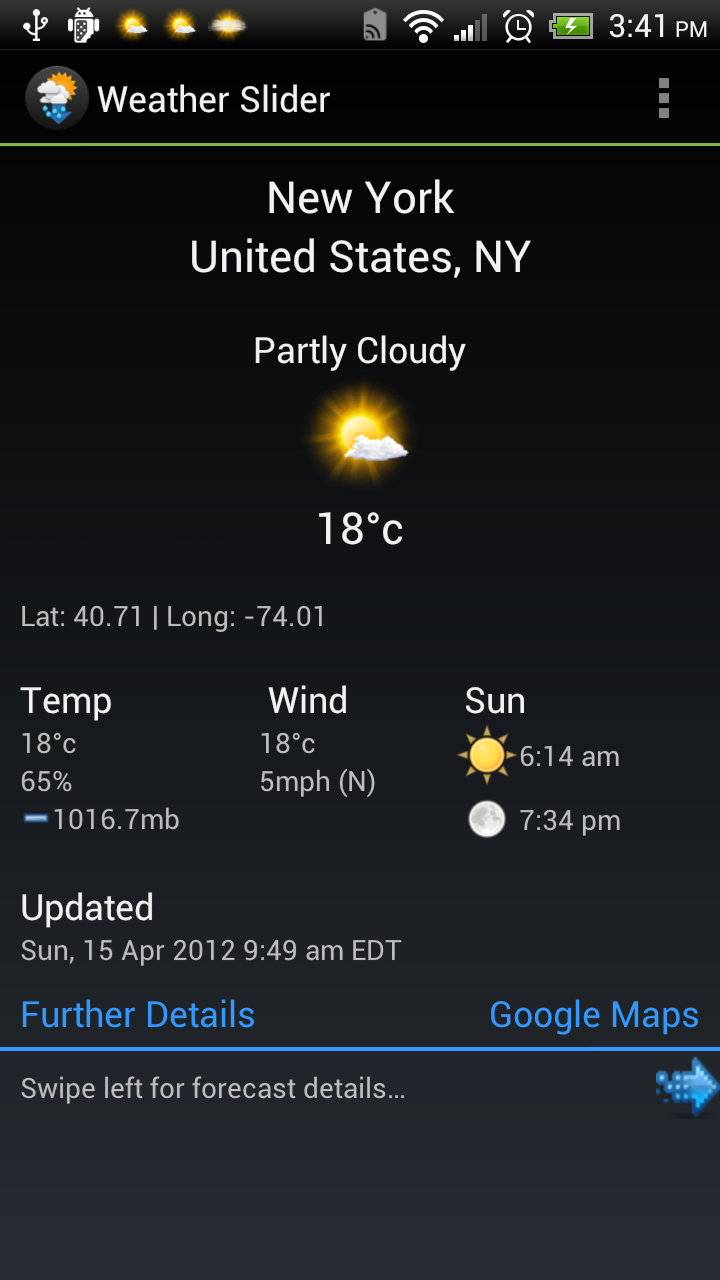 3:41 PM
Weather Slider
New York
United States, NY
Partly Cloudy
18°c
Lat: 40.71 | Long: -74.01
Temp Wind Sun
18°c 18°c 6:14 am
65% 5mph (N)
1016.7mb 7:34 pm
Updated
Sun, 15 Apr 2012 9:49 am EDT
Further Details Google Maps
Swipe left for forecast details...